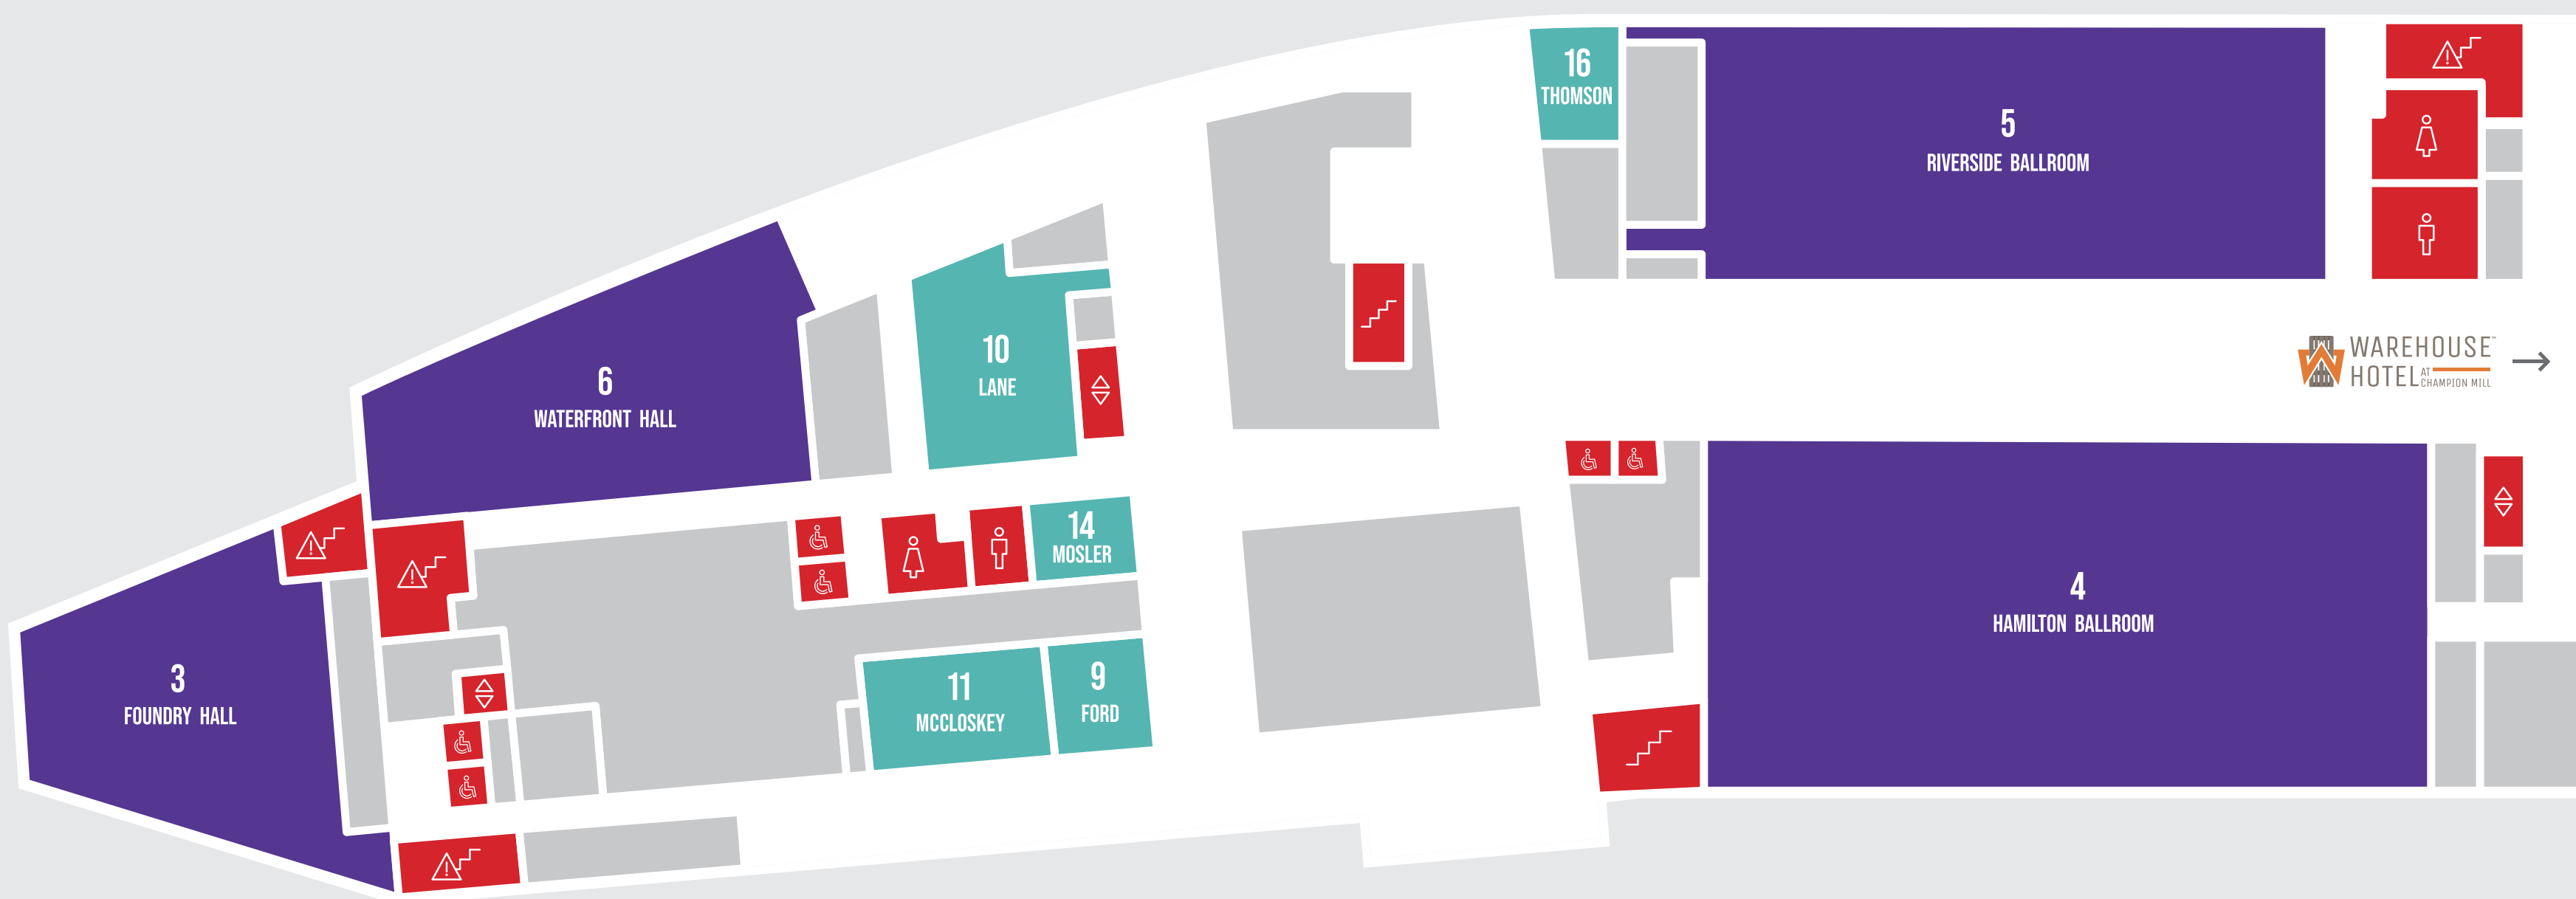 16
THOMSON
5
RIVERSIDE BALLROOM
6
WATERFRONT HALL
10
LANE
WAREHOUSE™
HOTEL AT CHAMPION MILL
14
MOSLER
4
HAMILTON BALLROOM
3
FOUNDRY HALL
11
MCCLOSKEY
9
FORD